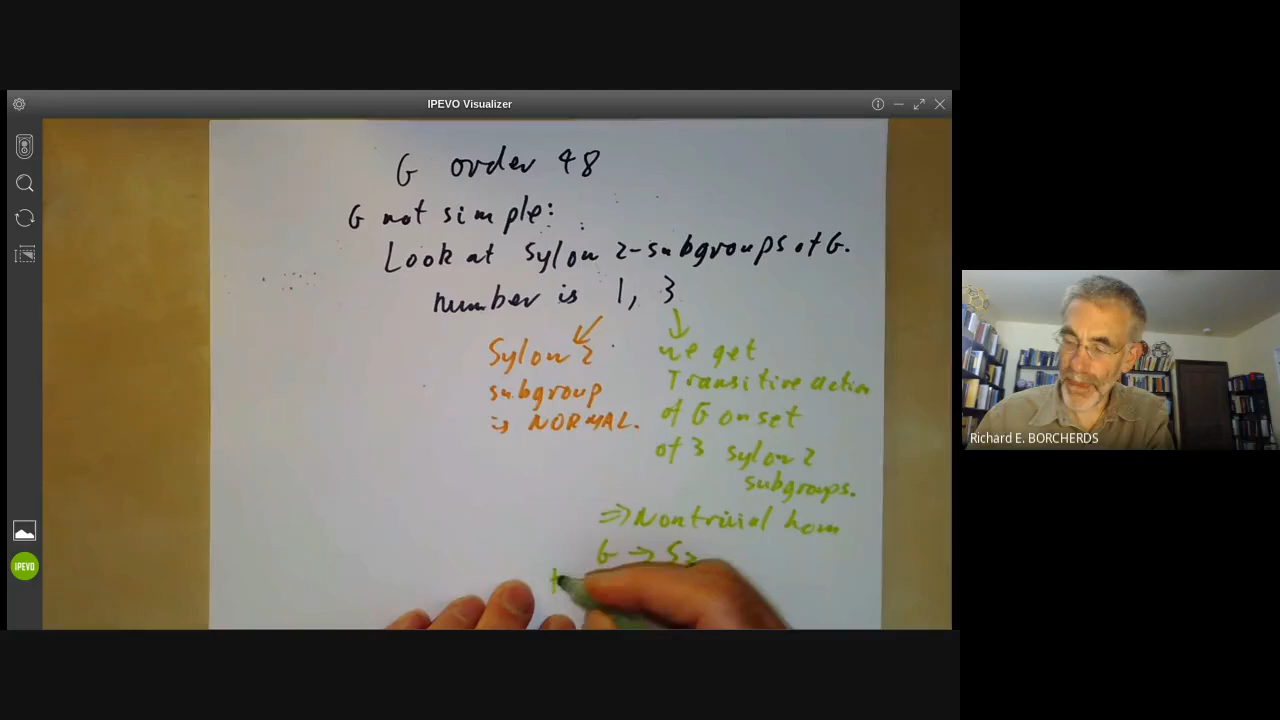 IPEVO Visualizer
G order 48
G not simple:
Look at Sylow 2-subgroups of G.
number is 1, 3
Sylow 2
subgroup
is NORMAL.
we get
Transitive action
of G on set
of 3 sylow 2
subgroups.
⇒ Nontrivial hom
G → S₃
IPEVO
Richard E. BORCHERDS